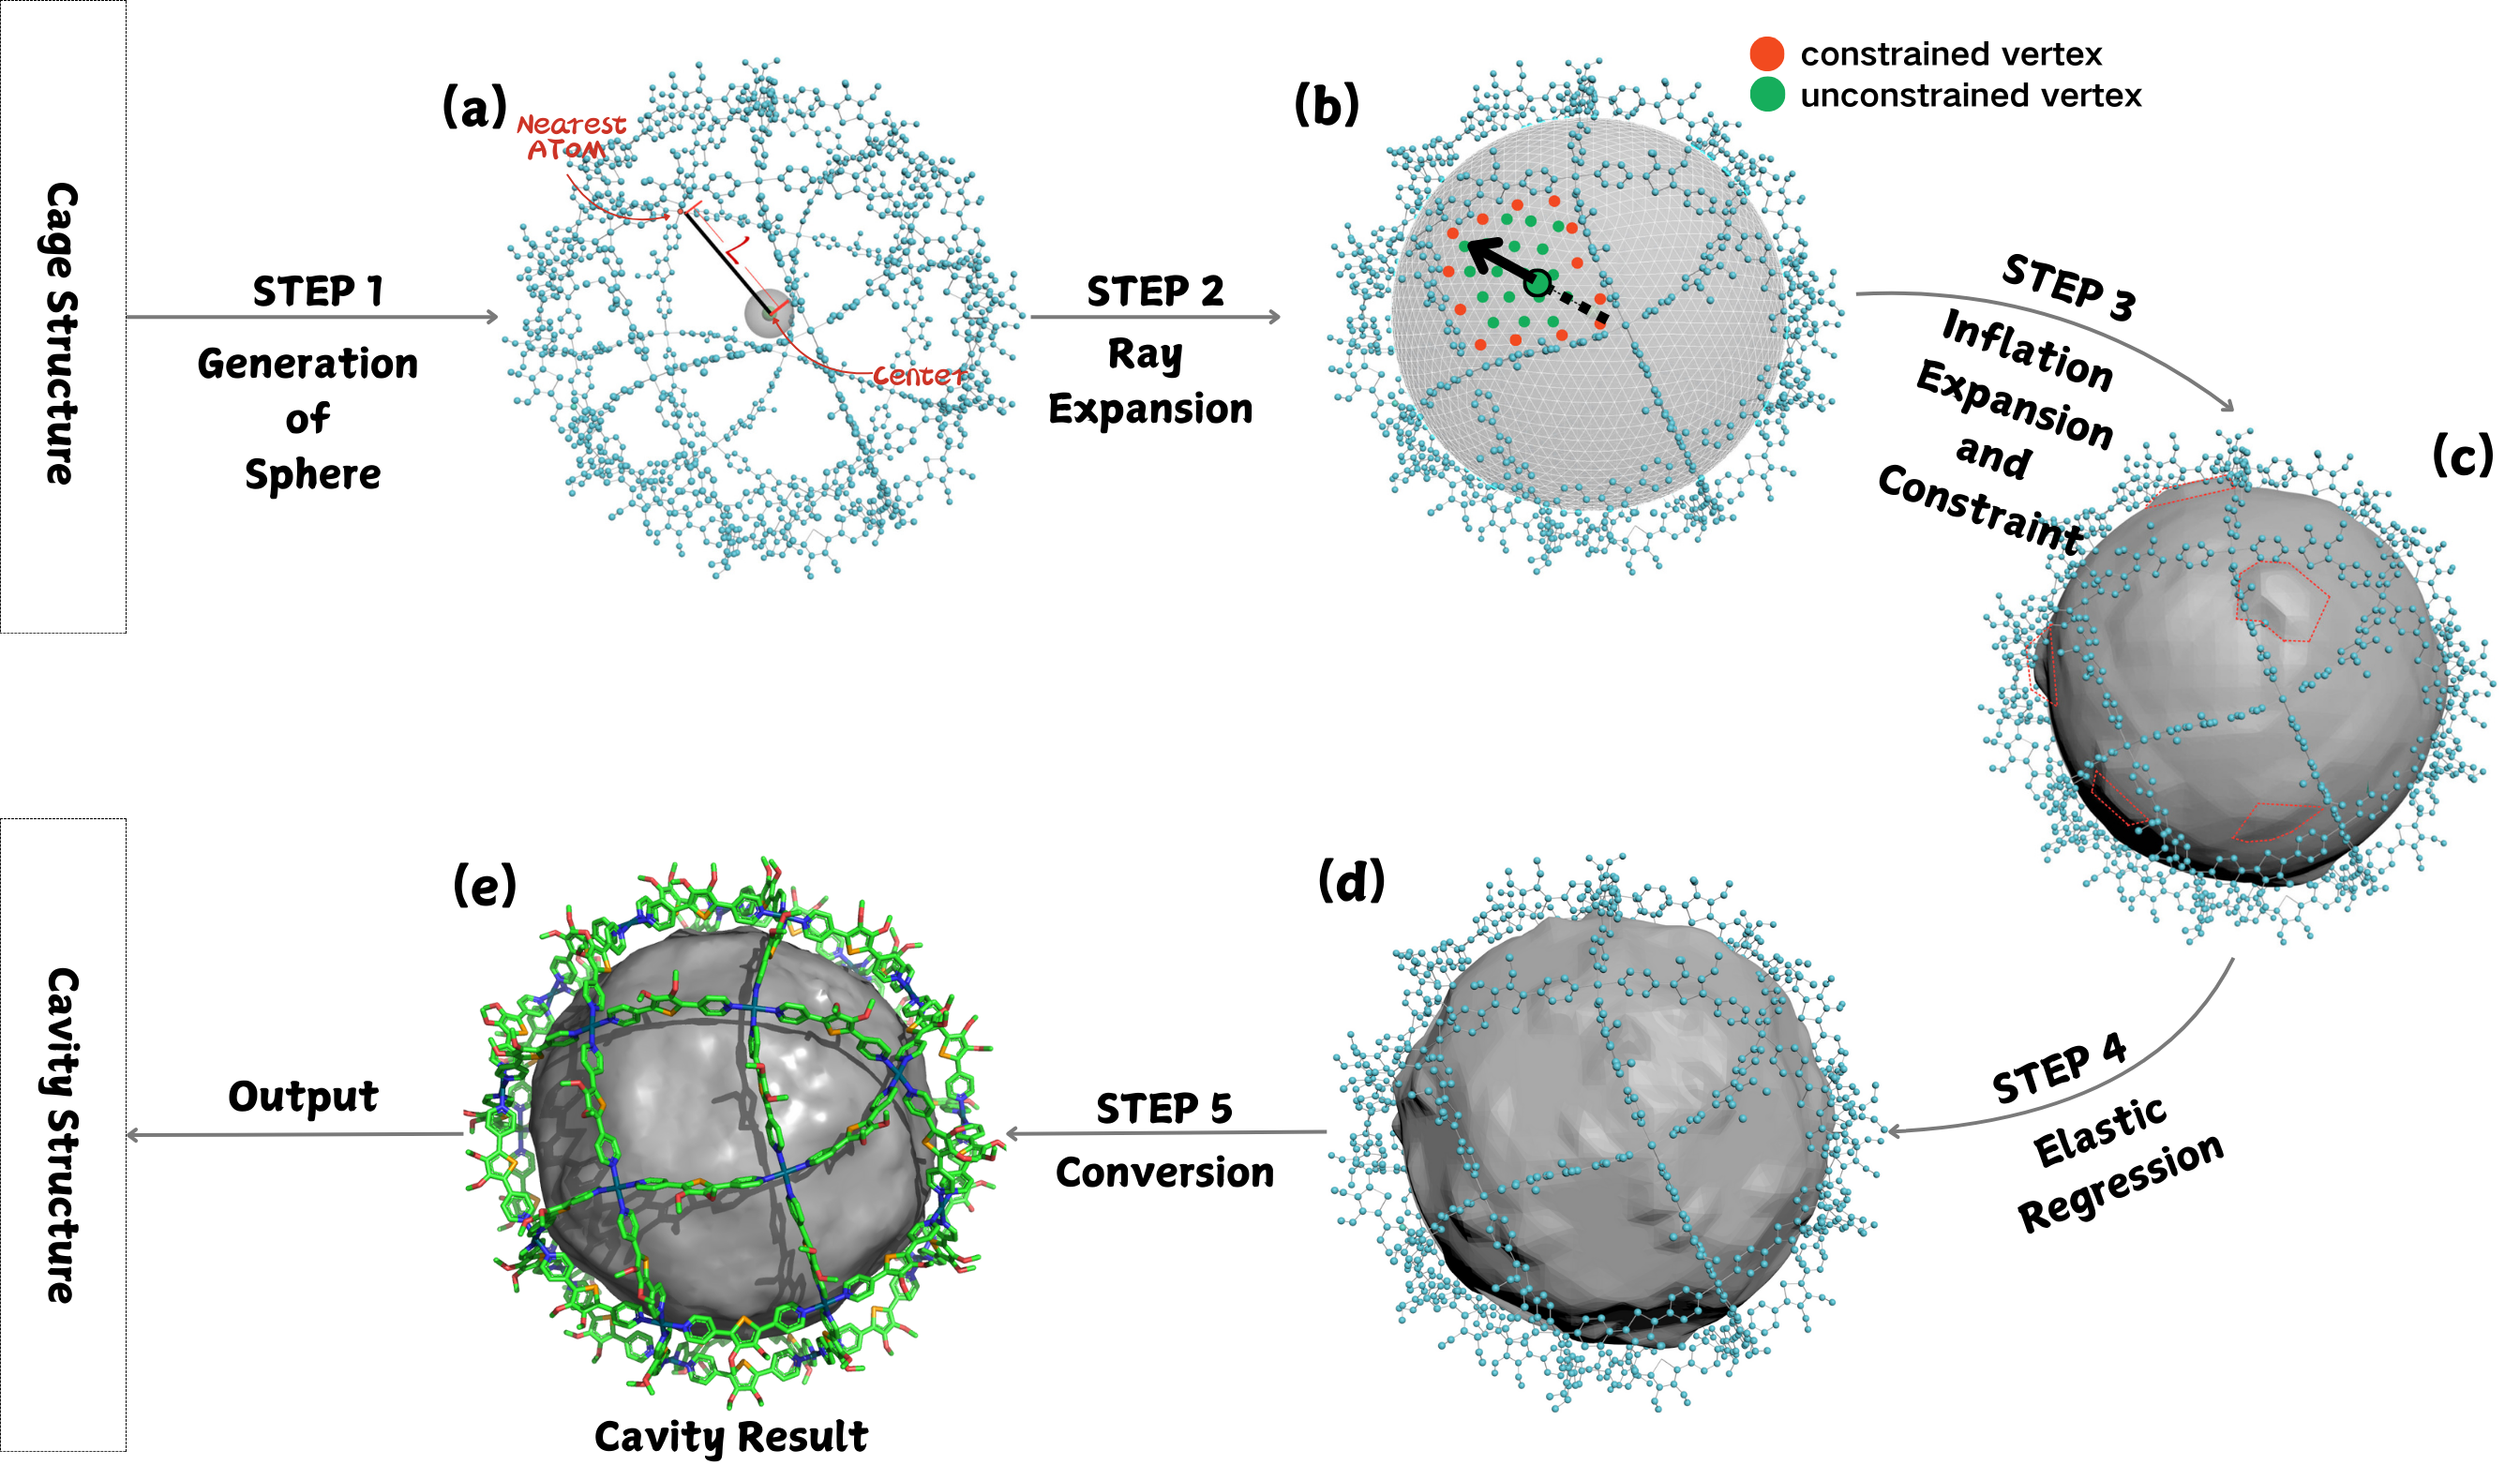 Cage Structure
STEP 1
Generation
of
Sphere
(a)
Nearest
ATOM
L
Center
STEP 2
Ray
Expansion
(b)
constrained vertex
unconstrained vertex
STEP 3
Inflation
Expansion
and
Constraint
(c)
STEP 4
Elastic
Regression
(d)
STEP 5
Conversion
(e)
Cavity Result
Output
Cavity Structure